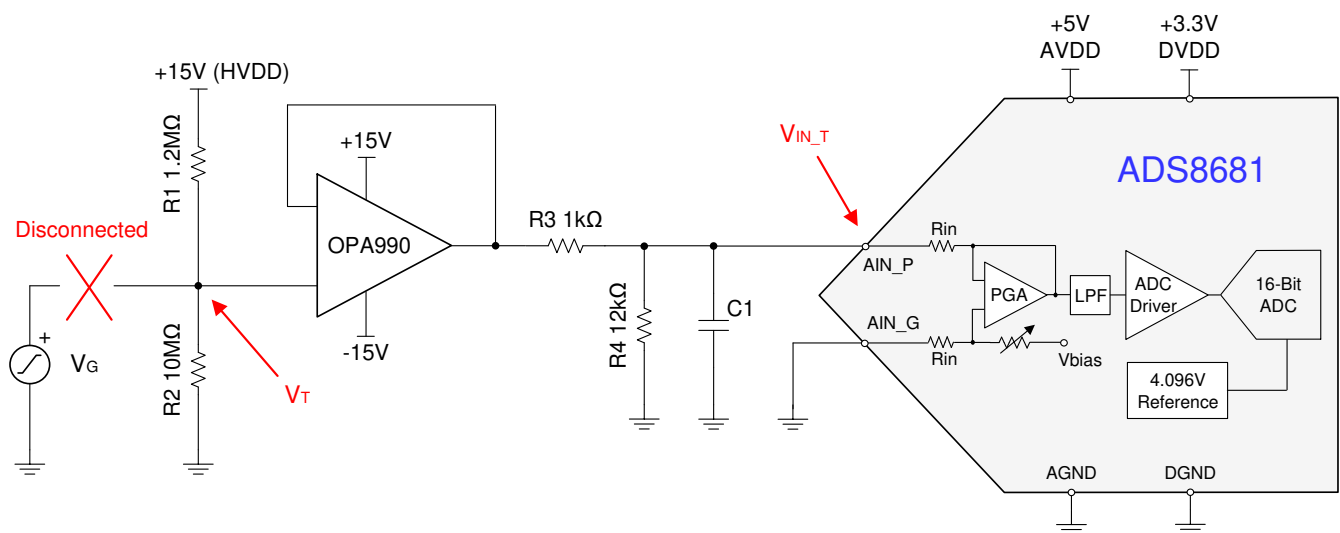 +5V
AVDD
+3.3V
DVDD
+15V (HVDD)
R1 1.2MΩ
Disconnected
VG
+
R2 10MΩ
VT
+15V
OPA990
-15V
R3 1kΩ
R4 12kΩ
C1
VIN_T
ADS8681
AIN_P
Rin
PGA
LPF
ADC
Driver
16-Bit
ADC
AIN_G
Rin
Vbias
4.096V
Reference
AGND
DGND